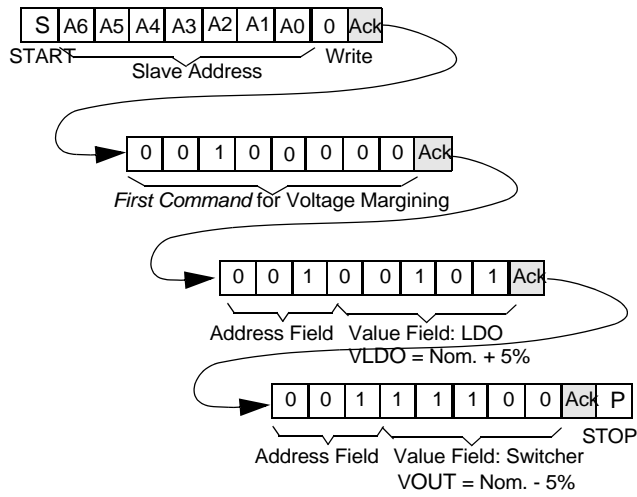 S A6 A5 A4 A3 A2 A1 A0 0 Ack
START Slave Address Write
0 0 1 0 0 0 0 0 Ack
First Command for Voltage Margining
0 0 1 0 0 1 0 1 Ack
Address Field Value Field: LDO
VLDO = Nom. + 5%
0 0 1 1 1 1 0 0 Ack P
STOP
Address Field Value Field: Switcher
VOUT = Nom. - 5%